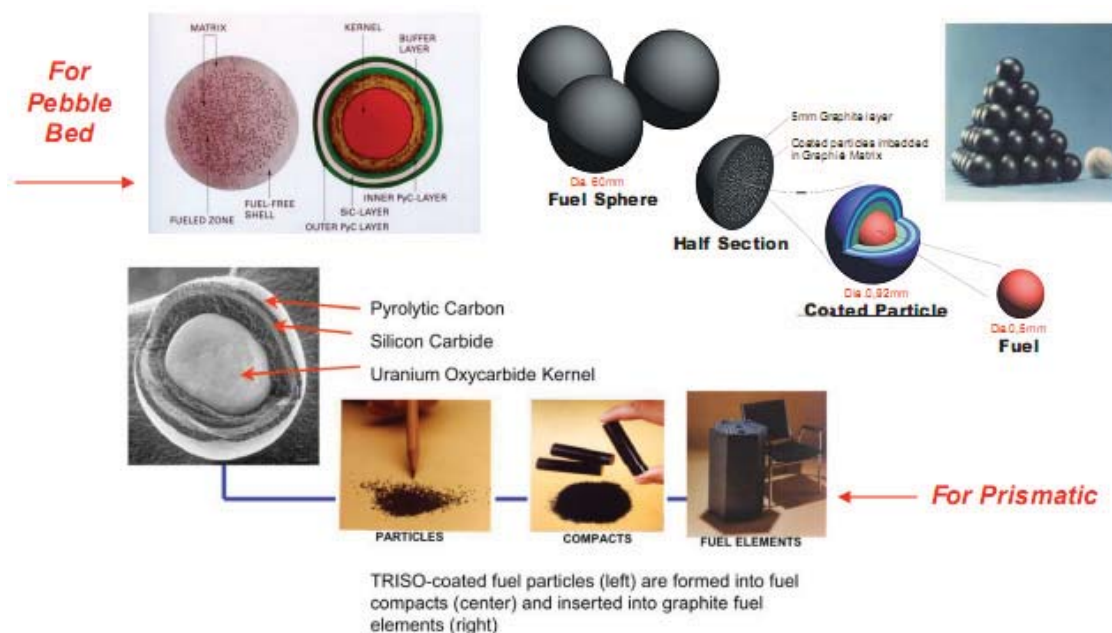 For
Pebble
Bed
MATRIX
KERNEL
BUFFER
LAYER
FUELED ZONE
FUEL-FREE
SHELL
INNER PyC-LAYER
SiC-LAYER
OUTER PyC LAYER
Dia. 60mm
Fuel Sphere
5mm Graphite layer
Coated particles imbedded
in Graphie Matrix
Half Section
Dia.0,92mm
Coated Particle
Dia.0,5mm
Fuel
Pyrolytic Carbon
Silicon Carbide
Uranium Oxycarbide Kernel
PARTICLES
COMPACTS
FUEL ELEMENTS
For Prismatic
TRISO-coated fuel particles (left) are formed into fuel
compacts (center) and inserted into graphite fuel
elements (right)